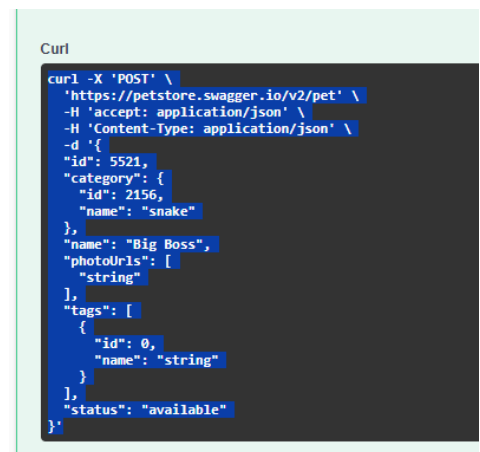 Curl
curl -X 'POST' \
  'https://petstore.swagger.io/v2/pet' \
  -H 'accept: application/json' \
  -H 'Content-Type: application/json' \
  -d '{
  "id": 5521,
  "category": {
    "id": 2156,
    "name": "snake"
  },
  "name": "Big Boss",
  "photoUrls": [
    "string"
  ],
  "tags": [
    {
      "id": 0,
      "name": "string"
    }
  ],
  "status": "available"
}'